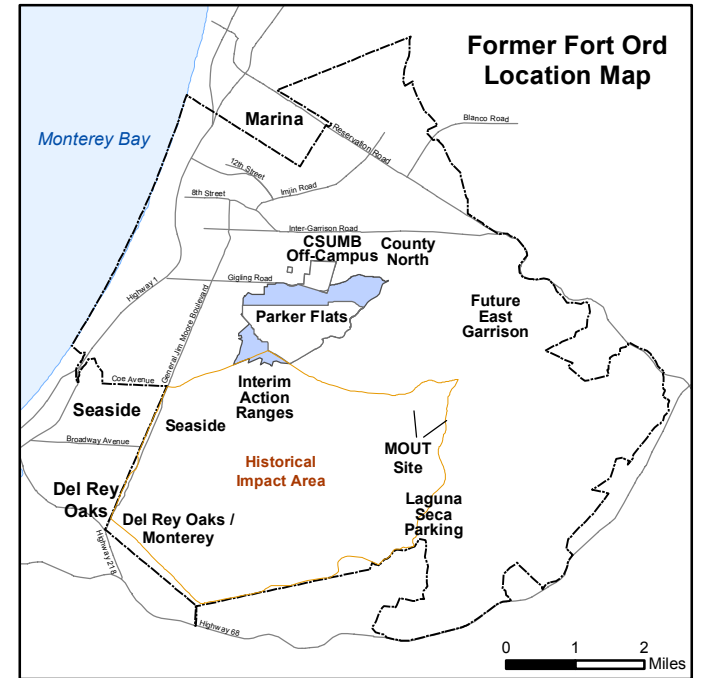 Former Fort Ord
Location Map
Marina
Monterey Bay
Blanco Road
Reservation Road
12th Street
Imjin Road
8th Street
Inter-Garrison Road
CSUMB
Off-Campus
County
North
Gigling Road
Highway 1
General Jim Moore Boulevard
Parker Flats
Future
East
Garrison
Coe Avenue
Interim
Action
Ranges
Seaside
Seaside
Broadway Avenue
MOUT
Site
Historical
Impact Area
Del Rey
Oaks
Laguna
Seca
Parking
Del Rey Oaks /
Monterey
Highway 218
Highway 68
0 1 2
Miles